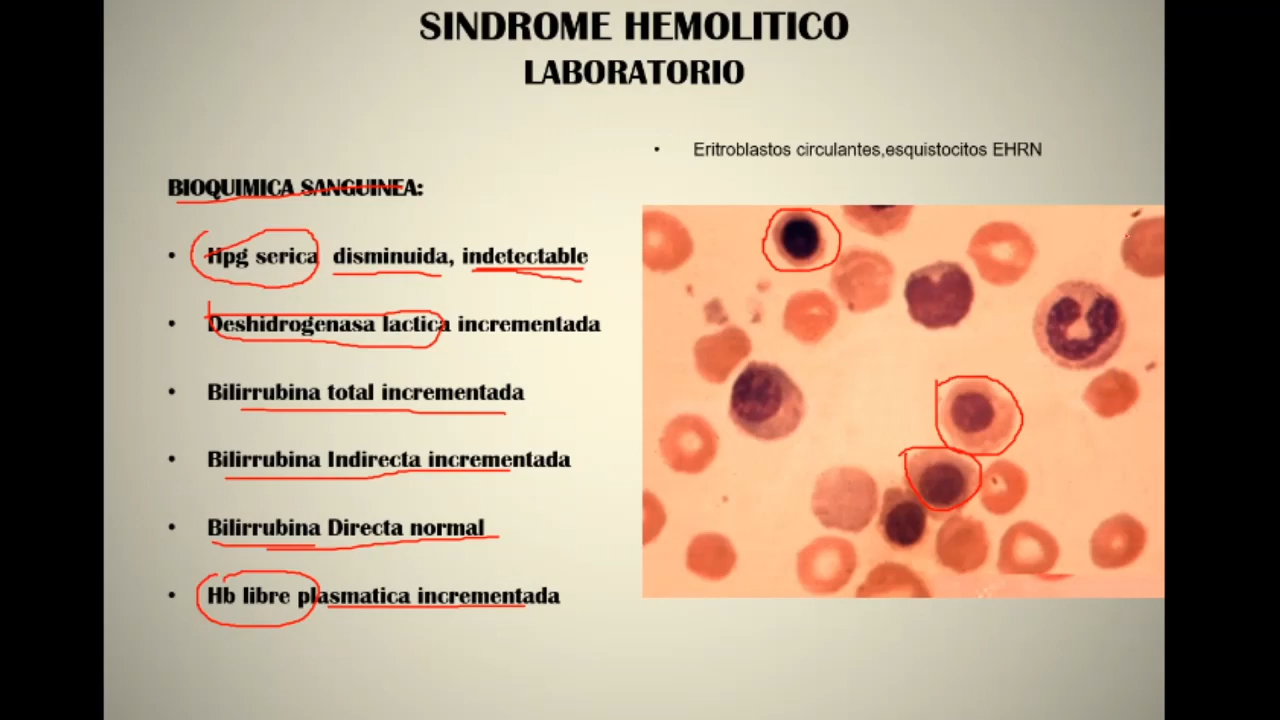 SINDROME HEMOLITICO
LABORATORIO
• Eritroblastos circulantes,esquistocitos EHRN
BIOQUIMICA SANGUINEA:
• Hpg serica disminuida, indetectable
• Deshidrogenasa lactica incrementada
• Bilirrubina total incrementada
• Bilirrubina Indirecta incrementada
• Bilirrubina Directa normal
• Hb libre plasmatica incrementada